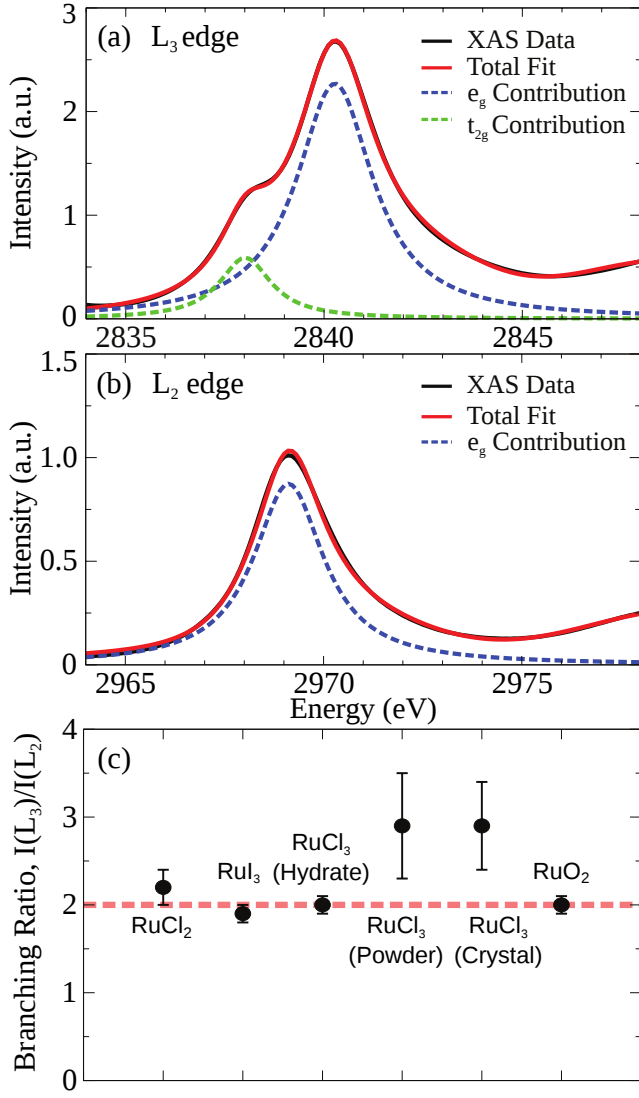 (a) L3 edge
XAS Data
Total Fit
eg Contribution
t2g Contribution
Intensity (a.u.)
3
2
1
0
2835 2840 2845
(b) L2 edge
XAS Data
Total Fit
eg Contribution
Intensity (a.u.)
1.5
1.0
0.5
0
2965 2970 2975
Energy (eV)
(c)
Branching Ratio, I(L3)/I(L2)
4
3
2
1
0
RuCl2
RuI3
RuCl3
(Hydrate)
RuCl3
(Powder)
RuCl3
(Crystal)
RuO2